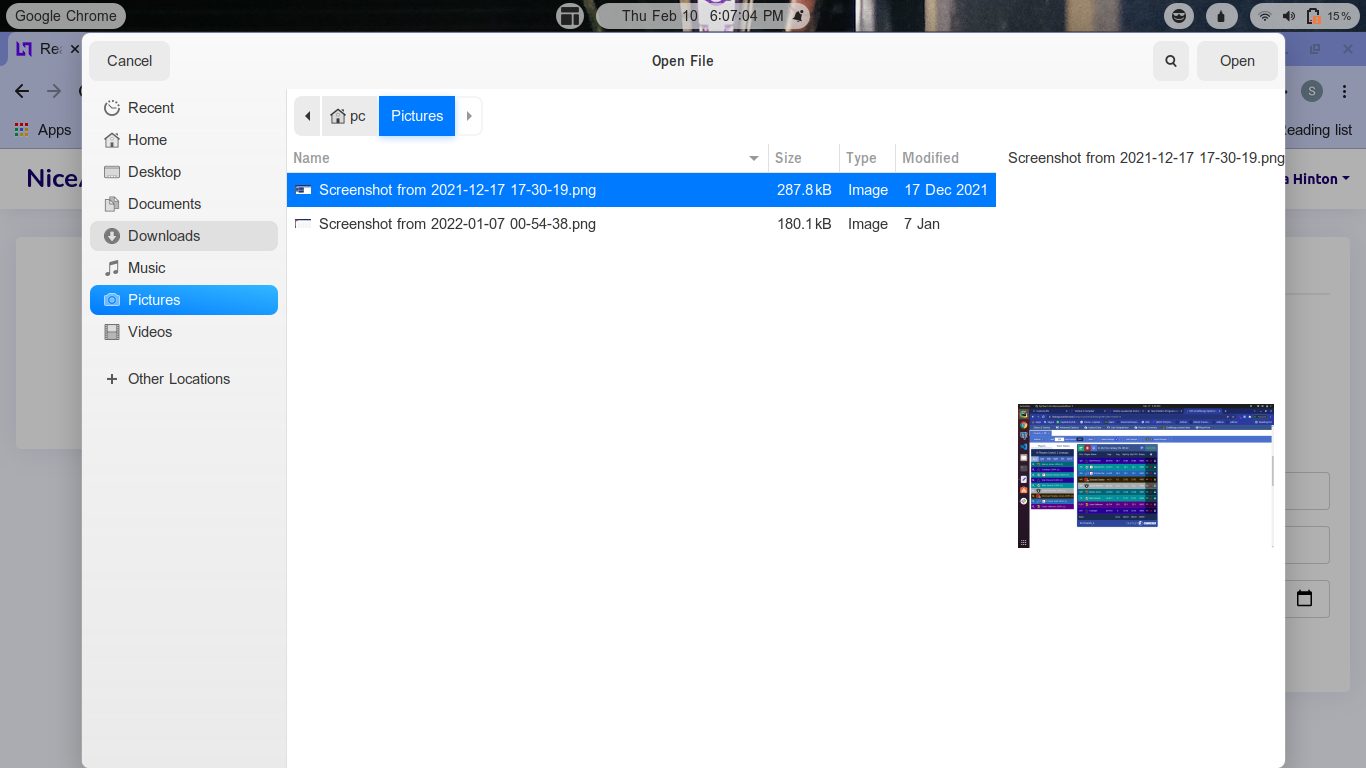 Google Chrome
Thu Feb 10 6:07:04 PM
15%
Re
Cancel
Open File
Open
S
Apps
Reading list
Recent
Home
Desktop
Documents
Downloads
Music
Pictures
Videos
Other Locations
pc
Pictures
Name Size Type Modified
Screenshot from 2021-12-17 17-30-19.png 287.8 kB Image 17 Dec 2021
Screenshot from 2022-01-07 00-54-38.png 180.1 kB Image 7 Jan
Screenshot from 2021-12-17 17-30-19.png
Nice
Hinton